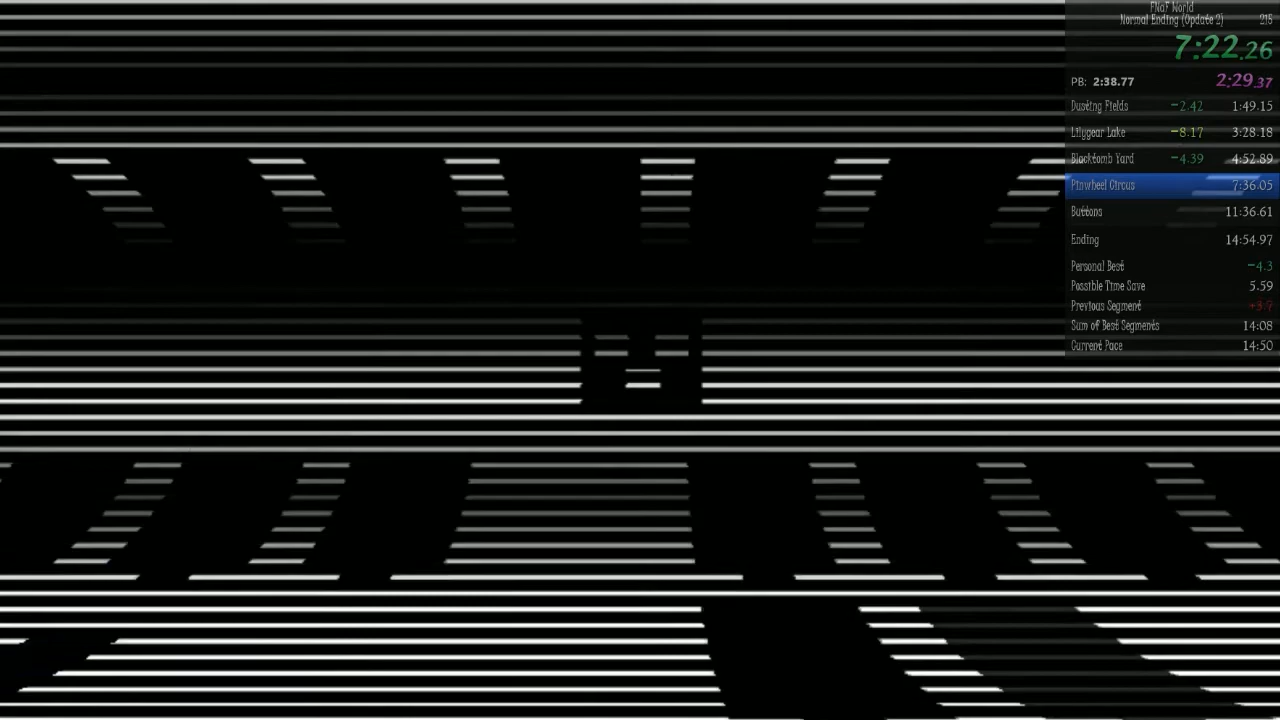 FNaF World
Normal Ending (Update 2) 215
7:22.26
PB: 2:38.77 2:29.37
Dusting Fields -2.42 1:49.15
Lilygear Lake -8.17 3:28.18
Blacktomb Yard -4.39 4:52.89
Pinwheel Circus 7:36.05
Buttons 11:36.61
Ending 14:54.97
Personal Best -4.3
Possible Time Save 5.59
Previous Segment +3.7
Sum of Best Segments 14:08
Current Pace 14:50